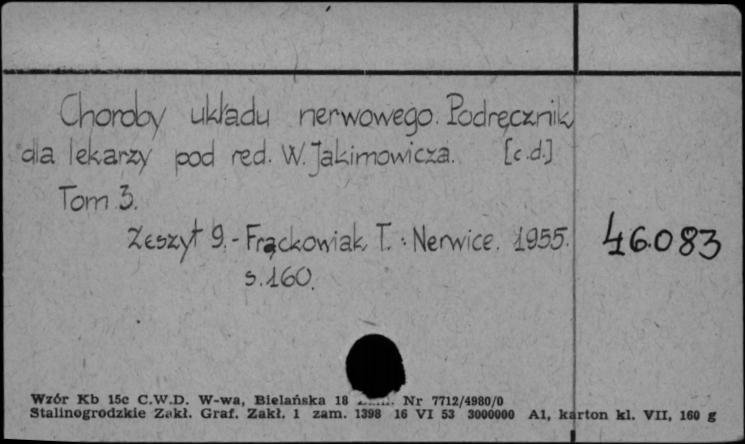 Choroby układu nerwowego. Podręcznik
dla lekarzy pod red. W. Jakimowicza. [c.d.]
Tom 3.
Zeszyt 9.- Frąckowiak T. : Nerwice. 1955. 46.083
s.160.
Wzór Kb 15c C.W.D. W-wa, Bielańska 18 Nr 7712/4980/0
Stalinogrodzkie Zakł. Graf. Zakł. 1 zam. 1398 16 VI 53 3000000 A1, karton kl. VII, 160 g